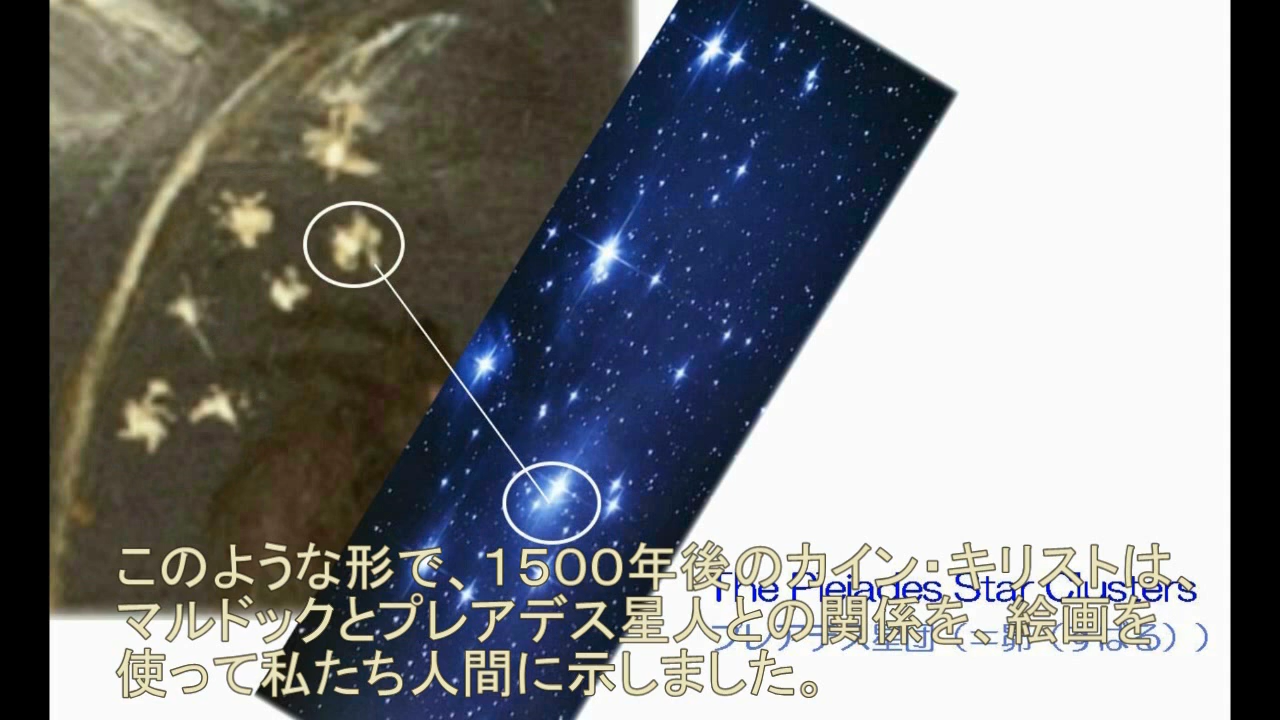 このような形で、1500年後のカイン・キリストは、
マルドックとプレアデス星人との関係を、絵画を
使って私たち人間に示しました。
The Pleiades Star Clusters